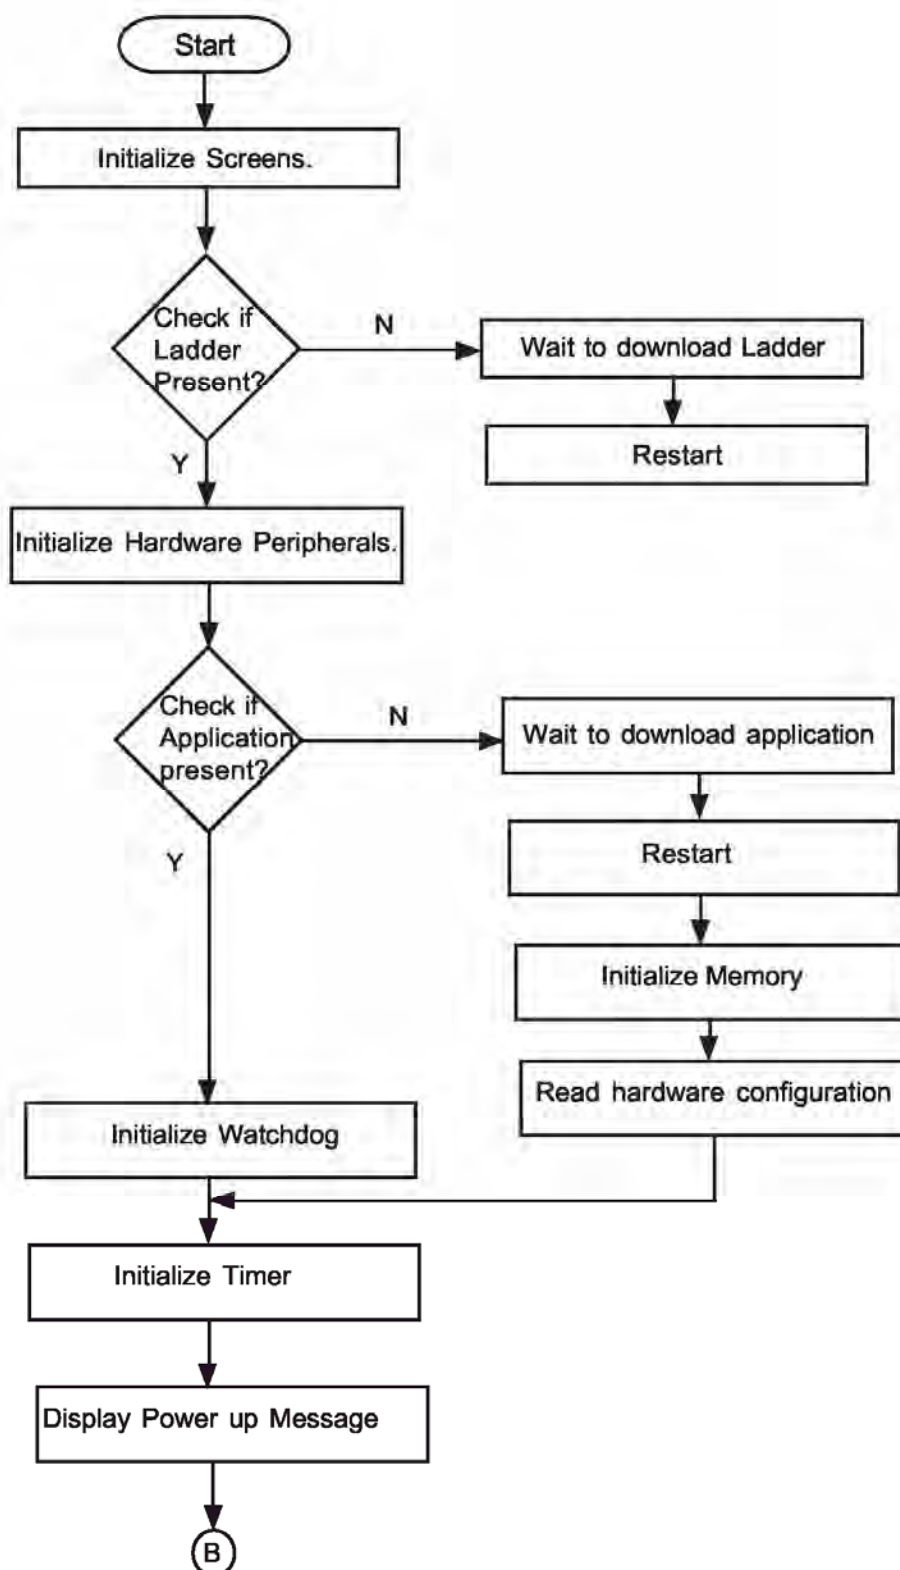 Start
Initialize Screens.
Check if
Ladder
Present?
N
Wait to download Ladder
Restart
Y
Initialize Hardware Peripherals.
Check if
Application
present?
N
Wait to download application
Restart
Initialize Memory
Read hardware configuration
Y
Initialize Watchdog
Initialize Timer
Display Power up Message
B